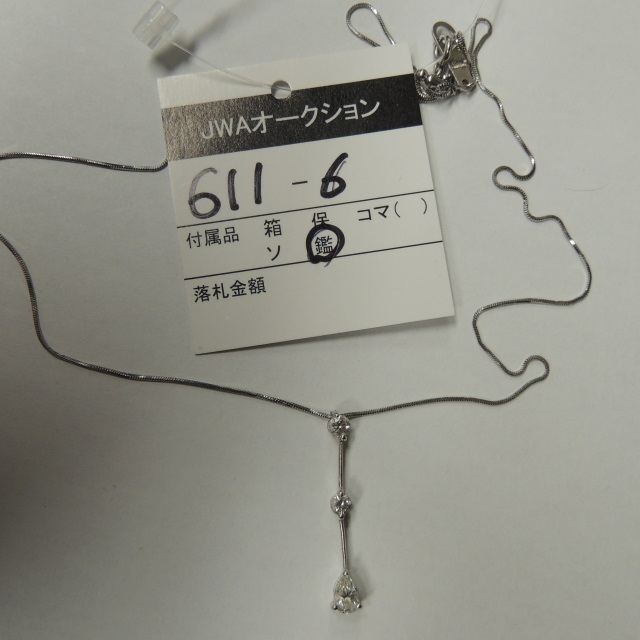 JWAオークション
611-6
付属品 箱 保 コマ( )
ソ 鑑
落札金額